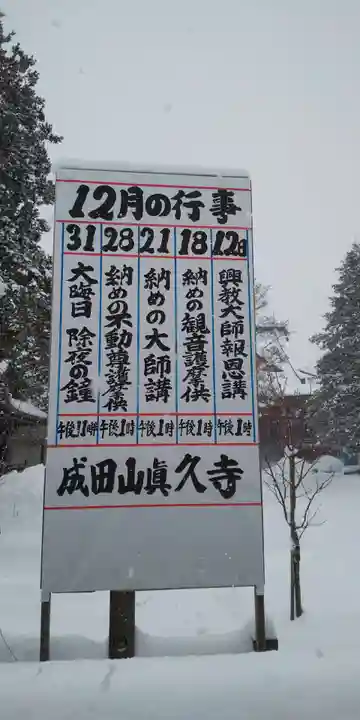 12月の行事
12日
興教大師報恩講
午後1時
18
納めの観音護摩供
午後1時
21
納めの大師講
午後1時
28
納めの不動尊護摩供
午後1時
31
大晦日 除夜の鐘
午後11時
成田山眞久寺